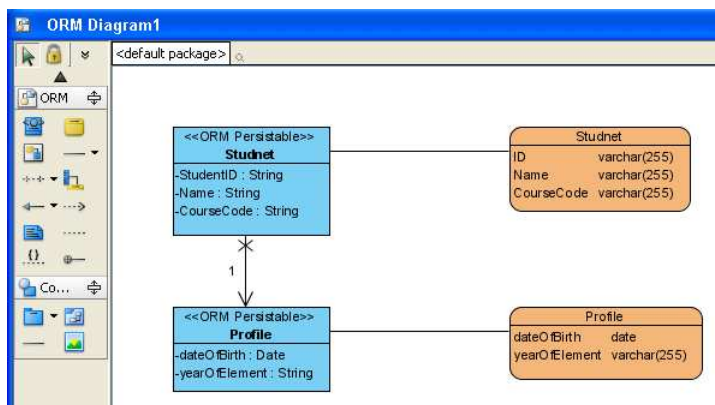 ORM Diagram1
<default package>
ORM
Co...
<<ORM Persistable>>
Studnet
-StudentID : String
-Name : String
-CourseCode : String
Studnet
ID varchar(255)
Name varchar(255)
CourseCode varchar(255)
1
<<ORM Persistable>>
Profile
-dateOfBirth : Date
-yearOfElement : String
Profile
dateOfBirth date
yearOfElement varchar(255)